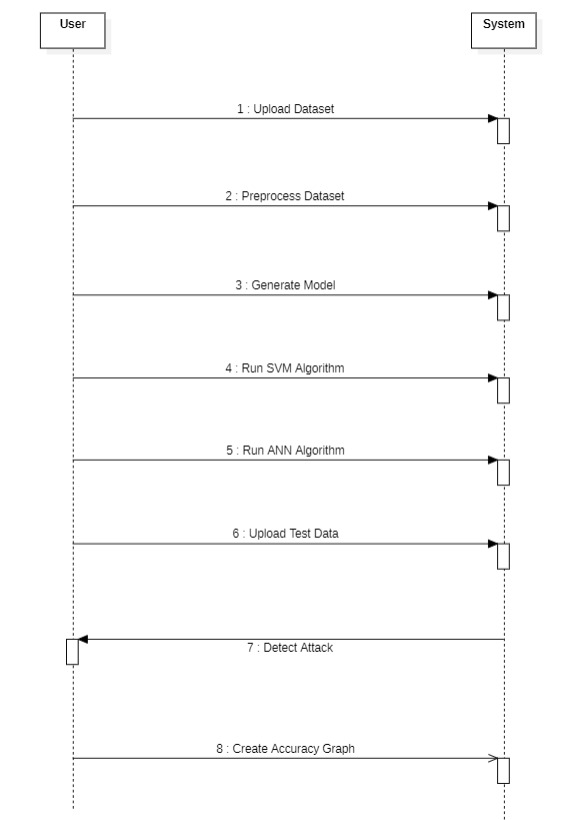 User
System
1 : Upload Dataset
2 : Preprocess Dataset
3 : Generate Model
4 : Run SVM Algorithm
5 : Run ANN Algorithm
6 : Upload Test Data
7 : Detect Attack
8 : Create Accuracy Graph